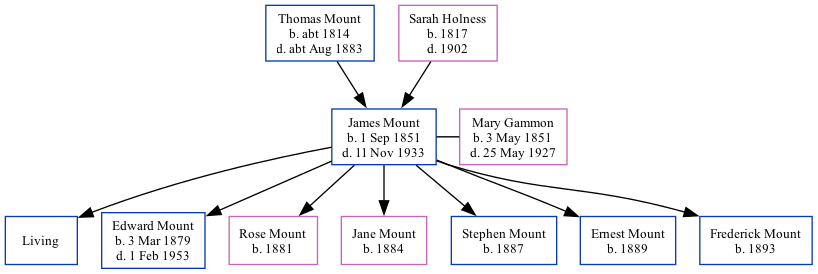 Thomas Mount
b. abt 1814
d. abt Aug 1883
Sarah Holness
b. 1817
d. 1902
James Mount
b. 1 Sep 1851
d. 11 Nov 1933
Mary Gammon
b. 3 May 1851
d. 25 May 1927
Living
Edward Mount
b. 3 Mar 1879
d. 1 Feb 1953
Rose Mount
b. 1881
Jane Mount
b. 1884
Stephen Mount
b. 1887
Ernest Mount
b. 1889
Frederick Mount
b. 1893